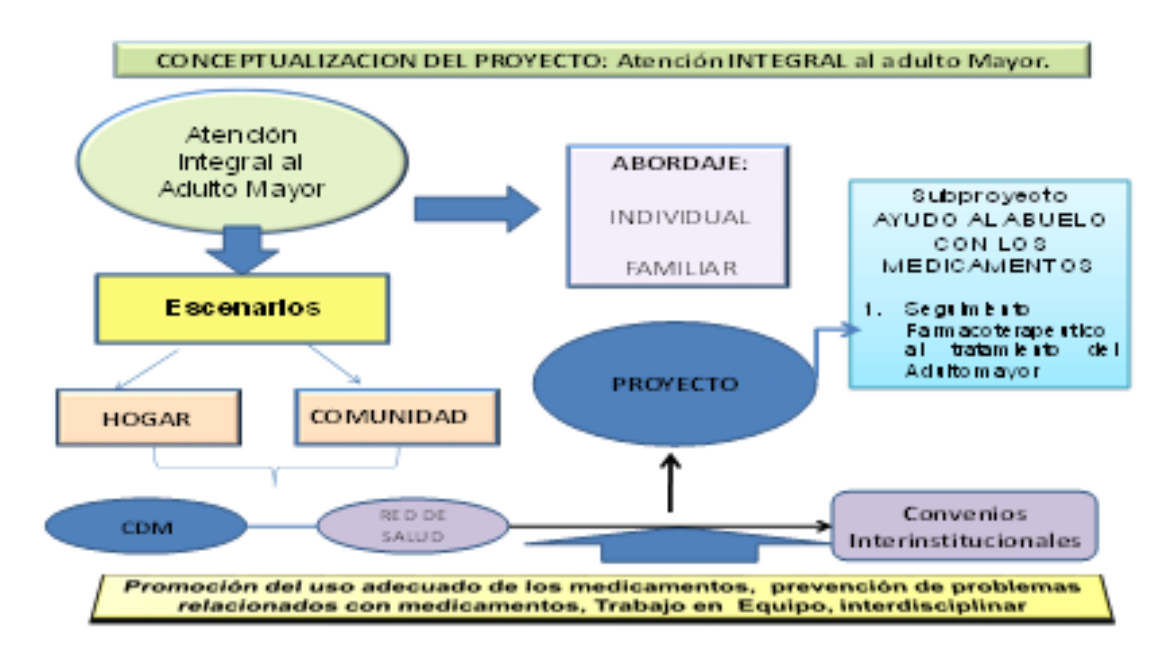 CONCEPTUALIZACION DEL PROYECTO: Atención INTEGRAL al adulto Mayor.
Atención
Integral al
Adulto Mayor
ABORDAJE:
INDIVIDUAL
FAMILIAR
Subproyecto
AYUDO AL ABUELO
CON LOS
MEDICAMENTOS
1. Seguimiento
Farmacoterapeutico
al tratamiento del
Adulto mayor
Escenarios
HOGAR
COMUNIDAD
PROYECTO
CDM
RED DE
SALUD
Convenios
Interinstitucionales
Promoción del uso adecuado de los medicamentos, prevención de problemas
relacionados con medicamentos, Trabajo en Equipo, interdisciplinar